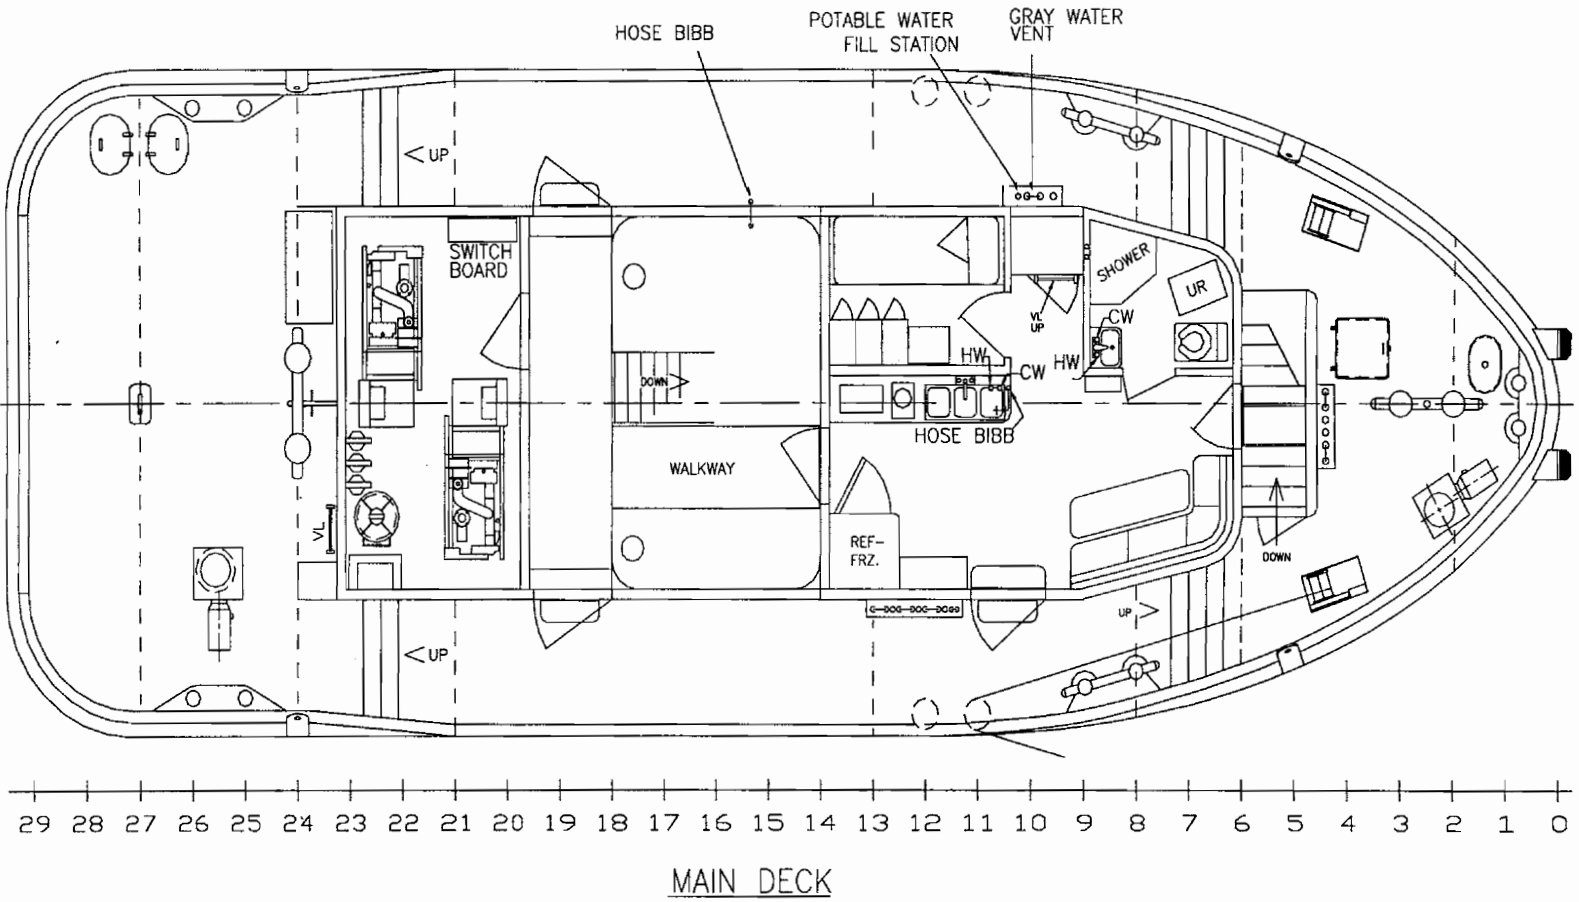 HOSE BIBB
POTABLE WATER
FILL STATION
GRAY WATER
VENT
UP
SWITCH
BOARD
SHOWER
UR
VL
UP
CW
HW
HW
CW
DOWN
HOSE BIBB
WALKWAY
VL
REF-
FRZ.
DOWN
UP
UP
29 28 27 26 25 24 23 22 21 20 19 18 17 16 15 14 13 12 11 10 9 8 7 6 5 4 3 2 1 0
MAIN DECK